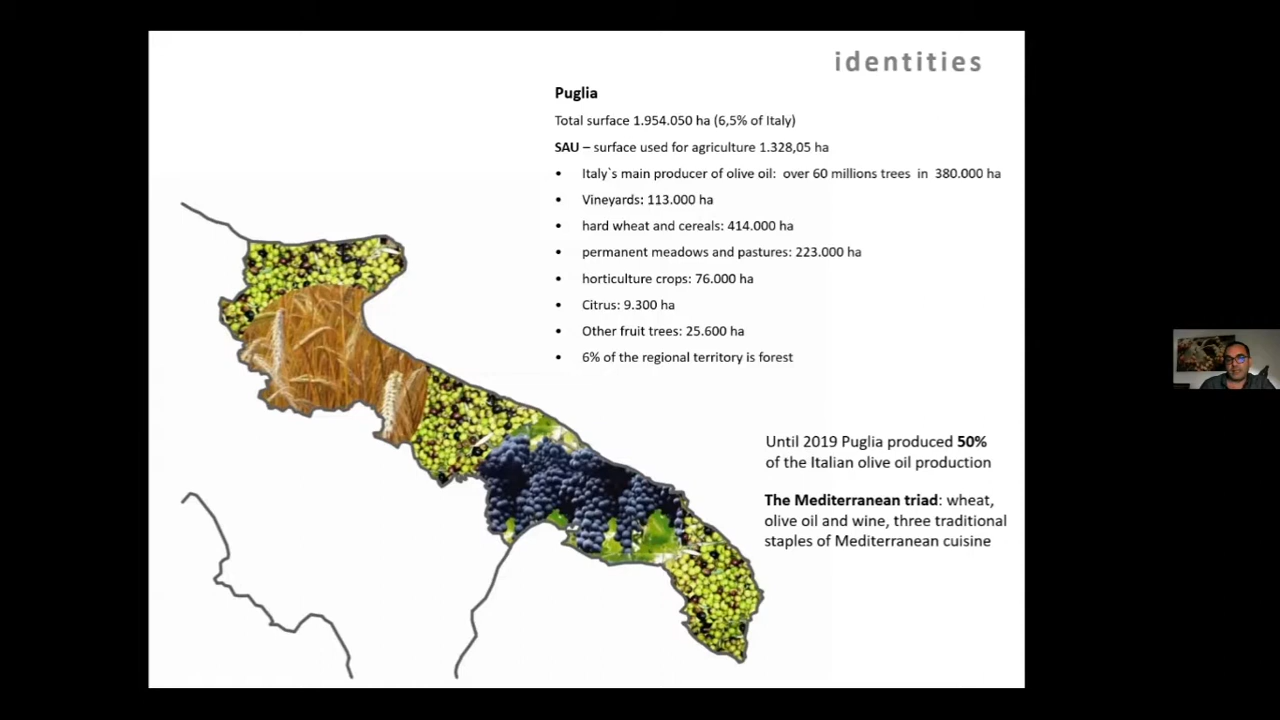 identities
Puglia
Total surface 1.954.050 ha (6,5% of Italy)
SAU – surface used for agriculture 1.328,05 ha
• Italy`s main producer of olive oil: over 60 millions trees in 380.000 ha
• Vineyards: 113.000 ha
• hard wheat and cereals: 414.000 ha
• permanent meadows and pastures: 223.000 ha
• horticulture crops: 76.000 ha
• Citrus: 9.300 ha
• Other fruit trees: 25.600 ha
• 6% of the regional territory is forest
Until 2019 Puglia produced 50%
of the Italian olive oil production
The Mediterranean triad: wheat,
olive oil and wine, three traditional
staples of Mediterranean cuisine